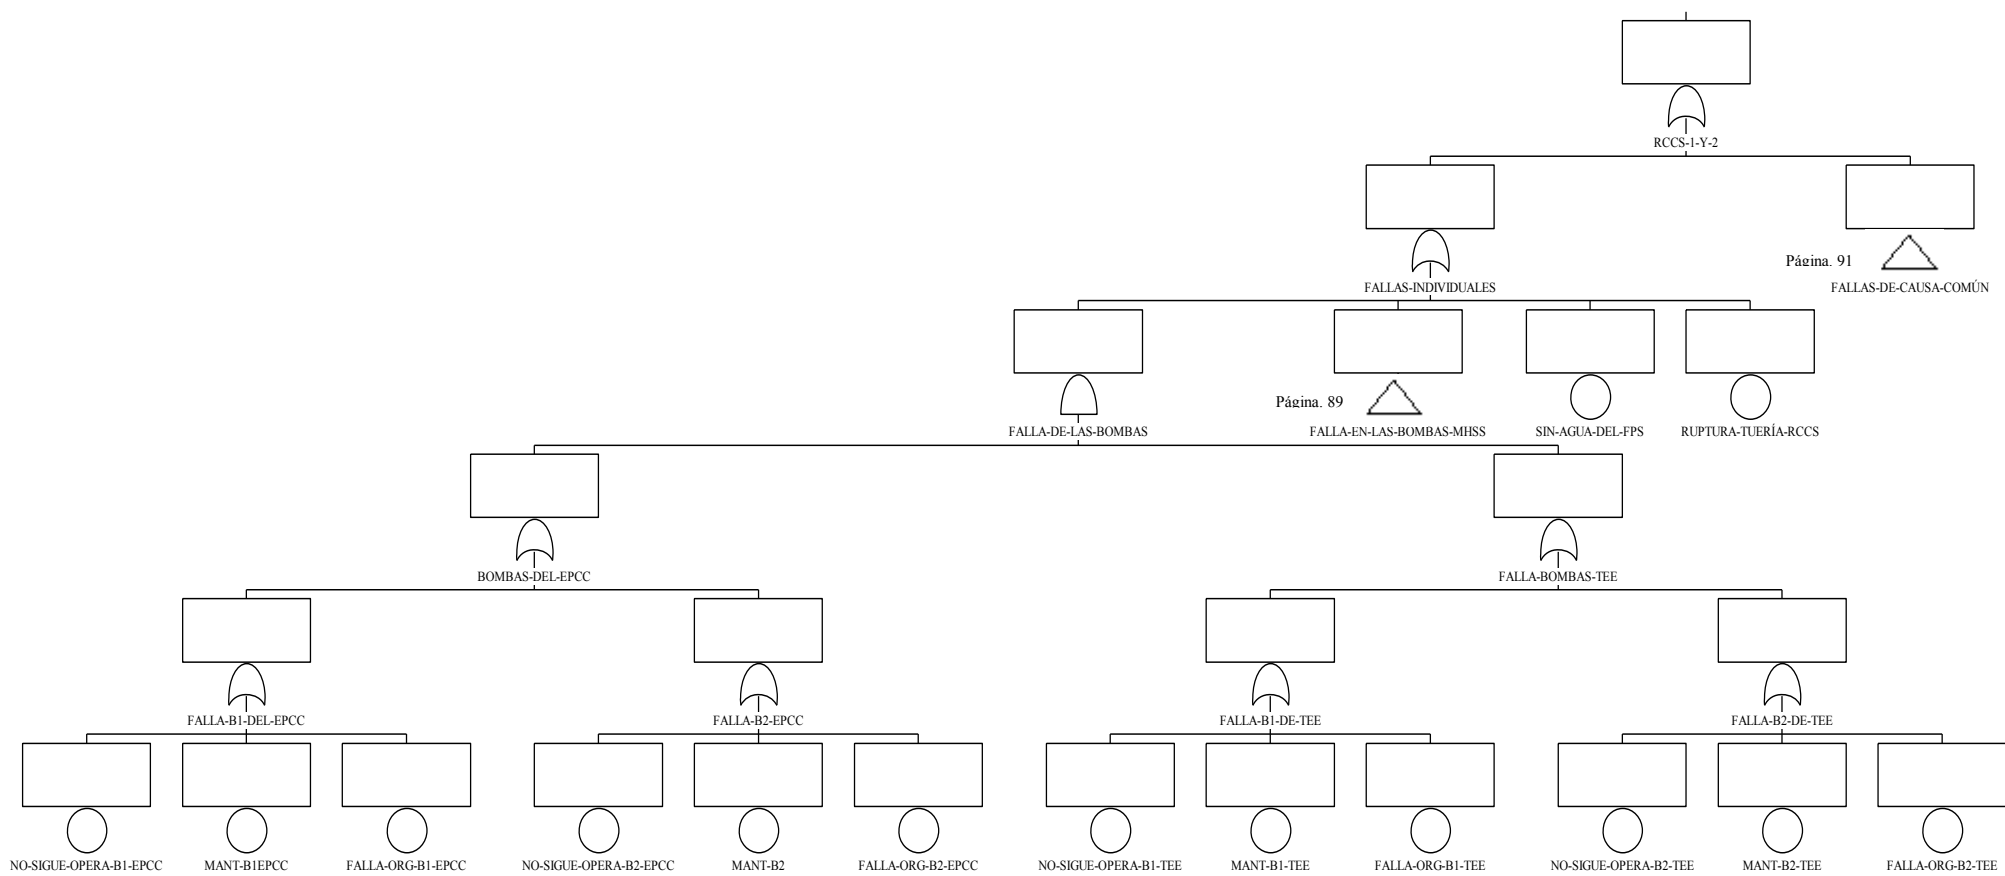 RCCS-1-Y-2
Página. 91
FALLAS-INDIVIDUALES
FALLAS-DE-CAUSA-COMÚN
Página. 89
FALLA-DE-LAS-BOMBAS
FALLA-EN-LAS-BOMBAS-MHSS
SIN-AGUA-DEL-FPS
RUPTURA-TUERÍA-RCCS
BOMBAS-DEL-EPCC
FALLA-BOMBAS-TEE
FALLA-B1-DEL-EPCC
FALLA-B2-EPCC
FALLA-B1-DE-TEE
FALLA-B2-DE-TEE
NO-SIGUE-OPERA-B1-EPCC
MANT-B1EPCC
FALLA-ORG-B1-EPCC
NO-SIGUE-OPERA-B2-EPCC
MANT-B2
FALLA-ORG-B2-EPCC
NO-SIGUE-OPERA-B1-TEE
MANT-B1-TEE
FALLA-ORG-B1-TEE
NO-SIGUE-OPERA-B2-TEE
MANT-B2-TEE
FALLA-ORG-B2-TEE